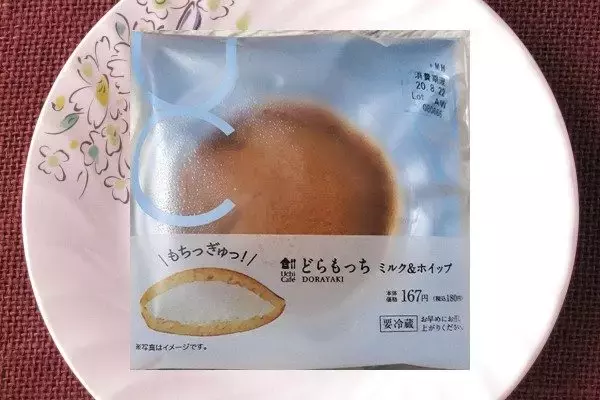 UC
消費期限
20.8.22
Lot AW
\もちっぎゅっ!/
Uchi Café
どらもっち ミルク&ホイップ
DORAYAKI
本体価格 167円 (税込180円)
要冷蔵 お早めにお召し上がりください
※写真はイメージです。